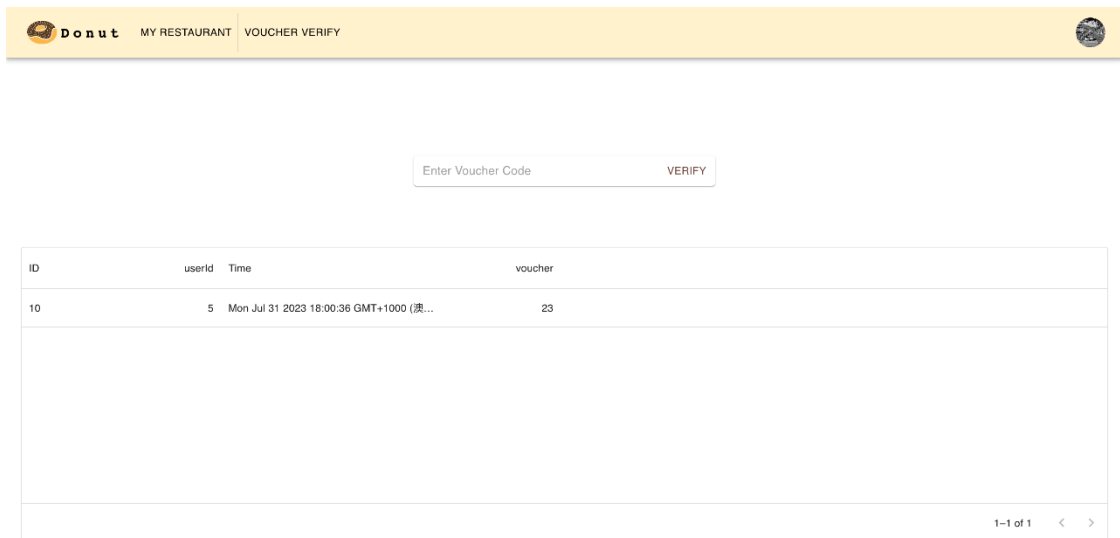 Donut MY RESTAURANT VOUCHER VERIFY
Enter Voucher Code VERIFY
ID userId Time voucher
10 5 Mon Jul 31 2023 18:00:36 GMT+1000 (澳... 23
1–1 of 1